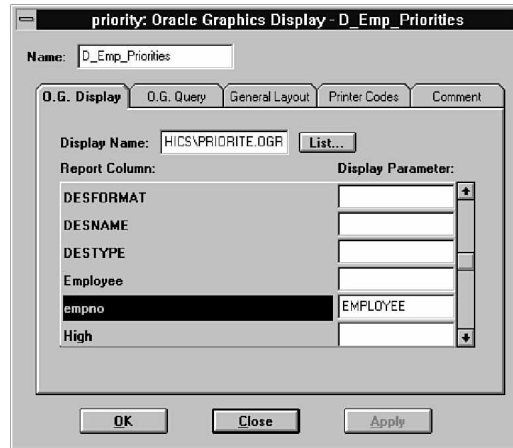 priority: Oracle Graphics Display - D_Emp_Priorities
Name: D_Emp_Priorities
O.G. Display O.G. Query General Layout Printer Codes Comment
Display Name: HICS\PRIORITE.OGR List...
Report Column: Display Parameter:
DESFORMAT
DESNAME
DESTYPE
Employee
empno EMPLOYEE
High
OK Close Apply